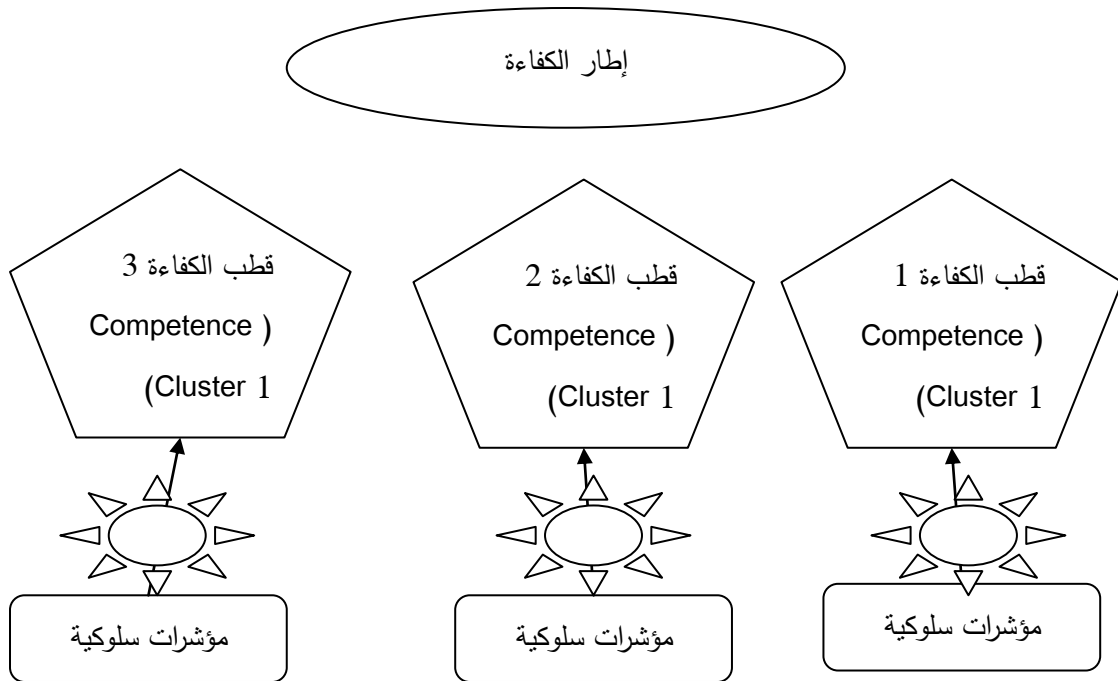 إطار الكفاءة
قطب الكفاءة 1
( Competence
(Cluster 1
قطب الكفاءة 2
( Competence
(Cluster 1
قطب الكفاءة 3
( Competence
(Cluster 1
مؤشرات سلوكية
مؤشرات سلوكية
مؤشرات سلوكية